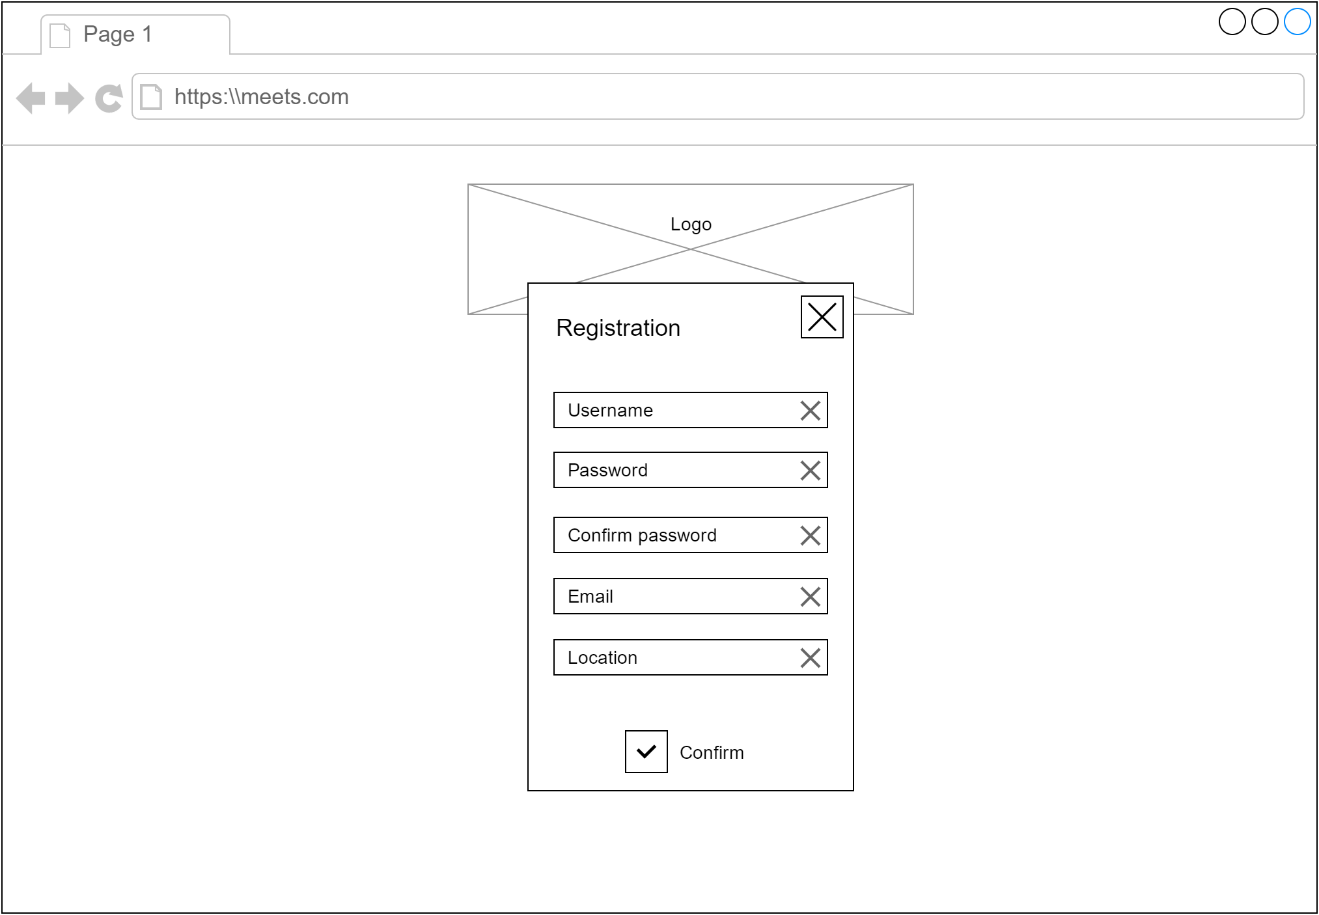 Page 1
https:\\meets.com
Logo
Registration
Username
Password
Confirm password
Email
Location
Confirm